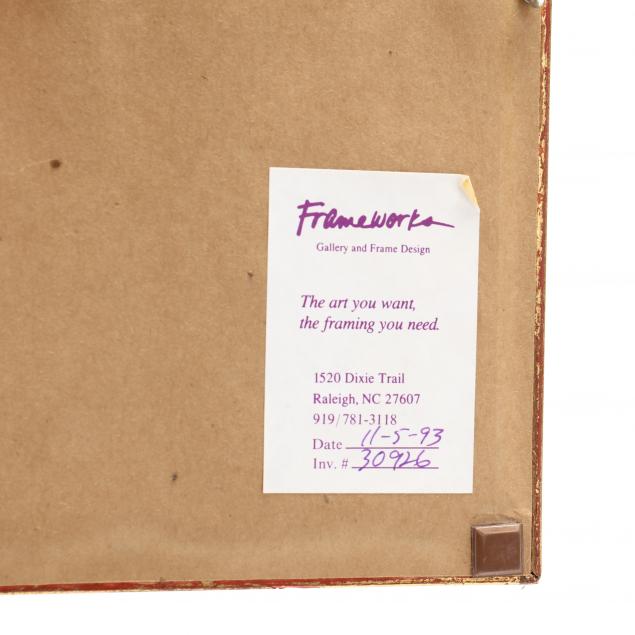 Frameworks
Gallery and Frame Design
The art you want,
the framing you need.
1520 Dixie Trail
Raleigh, NC 27607
919/781-3118
Date 11-5-93
Inv. # 30926